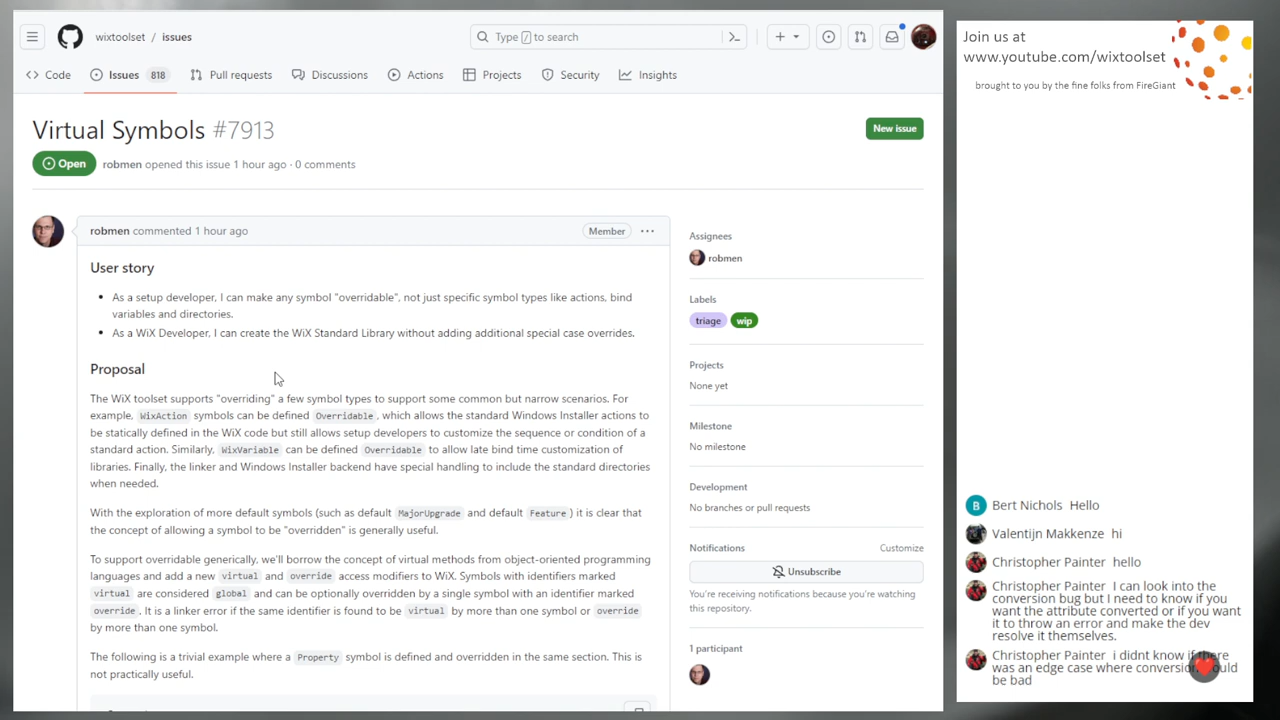 wixtoolset / issues
Type / to search
Code
Issues 818
Pull requests
Discussions
Actions
Projects
Security
Insights
Virtual Symbols #7913
New issue
Open
robmen opened this issue 1 hour ago · 0 comments
robmen commented 1 hour ago
Member
User story
• As a setup developer, I can make any symbol "overridable", not just specific symbol types like actions, bind
variables and directories.
• As a WiX Developer, I can create the WiX Standard Library without adding additional special case overrides.
Proposal
The WiX toolset supports "overriding" a few symbol types to support some common but narrow scenarios. For
example, WixAction symbols can be defined Overridable, which allows the standard Windows Installer actions to
be statically defined in the WiX code but still allows setup developers to customize the sequence or condition of a
standard action. Similarly, WixVariable can be defined Overridable to allow late bind time customization of
libraries. Finally, the linker and Windows Installer backend have special handling to include the standard directories
when needed.
With the exploration of more default symbols (such as default MajorUpgrade and default Feature) it is clear that
the concept of allowing a symbol to be "overridden" is generally useful.
To support overridable generically, we'll borrow the concept of virtual methods from object-oriented programming
languages and add a new virtual and override access modifiers to WiX. Symbols with identifiers marked
virtual are considered global and can be optionally overridden by a single symbol with an identifier marked
override. It is a linker error if the same identifier is found to be virtual by more than one symbol or override
by more than one symbol.
The following is a trivial example where a Property symbol is defined and overridden in the same section. This is
not practically useful.
Assignees
robmen
Labels
triage wip
Projects
None yet
Milestone
No milestone
Development
No branches or pull requests
Notifications
Customize
Unsubscribe
You're receiving notifications because you're watching
this repository.
1 participant
Join us at
www.youtube.com/wixtoolset
brought to you by the fine folks from FireGiant
B Bert Nichols Hello
Valentijn Makkenze hi
Christopher Painter hello
Christopher Painter I can look into the
conversion bug but I need to know if you
want the attribute converted or if you want
it to throw an error and make the dev
resolve it themselves.
Christopher Painter i didnt know if there
was an edge case where conversion could
be bad